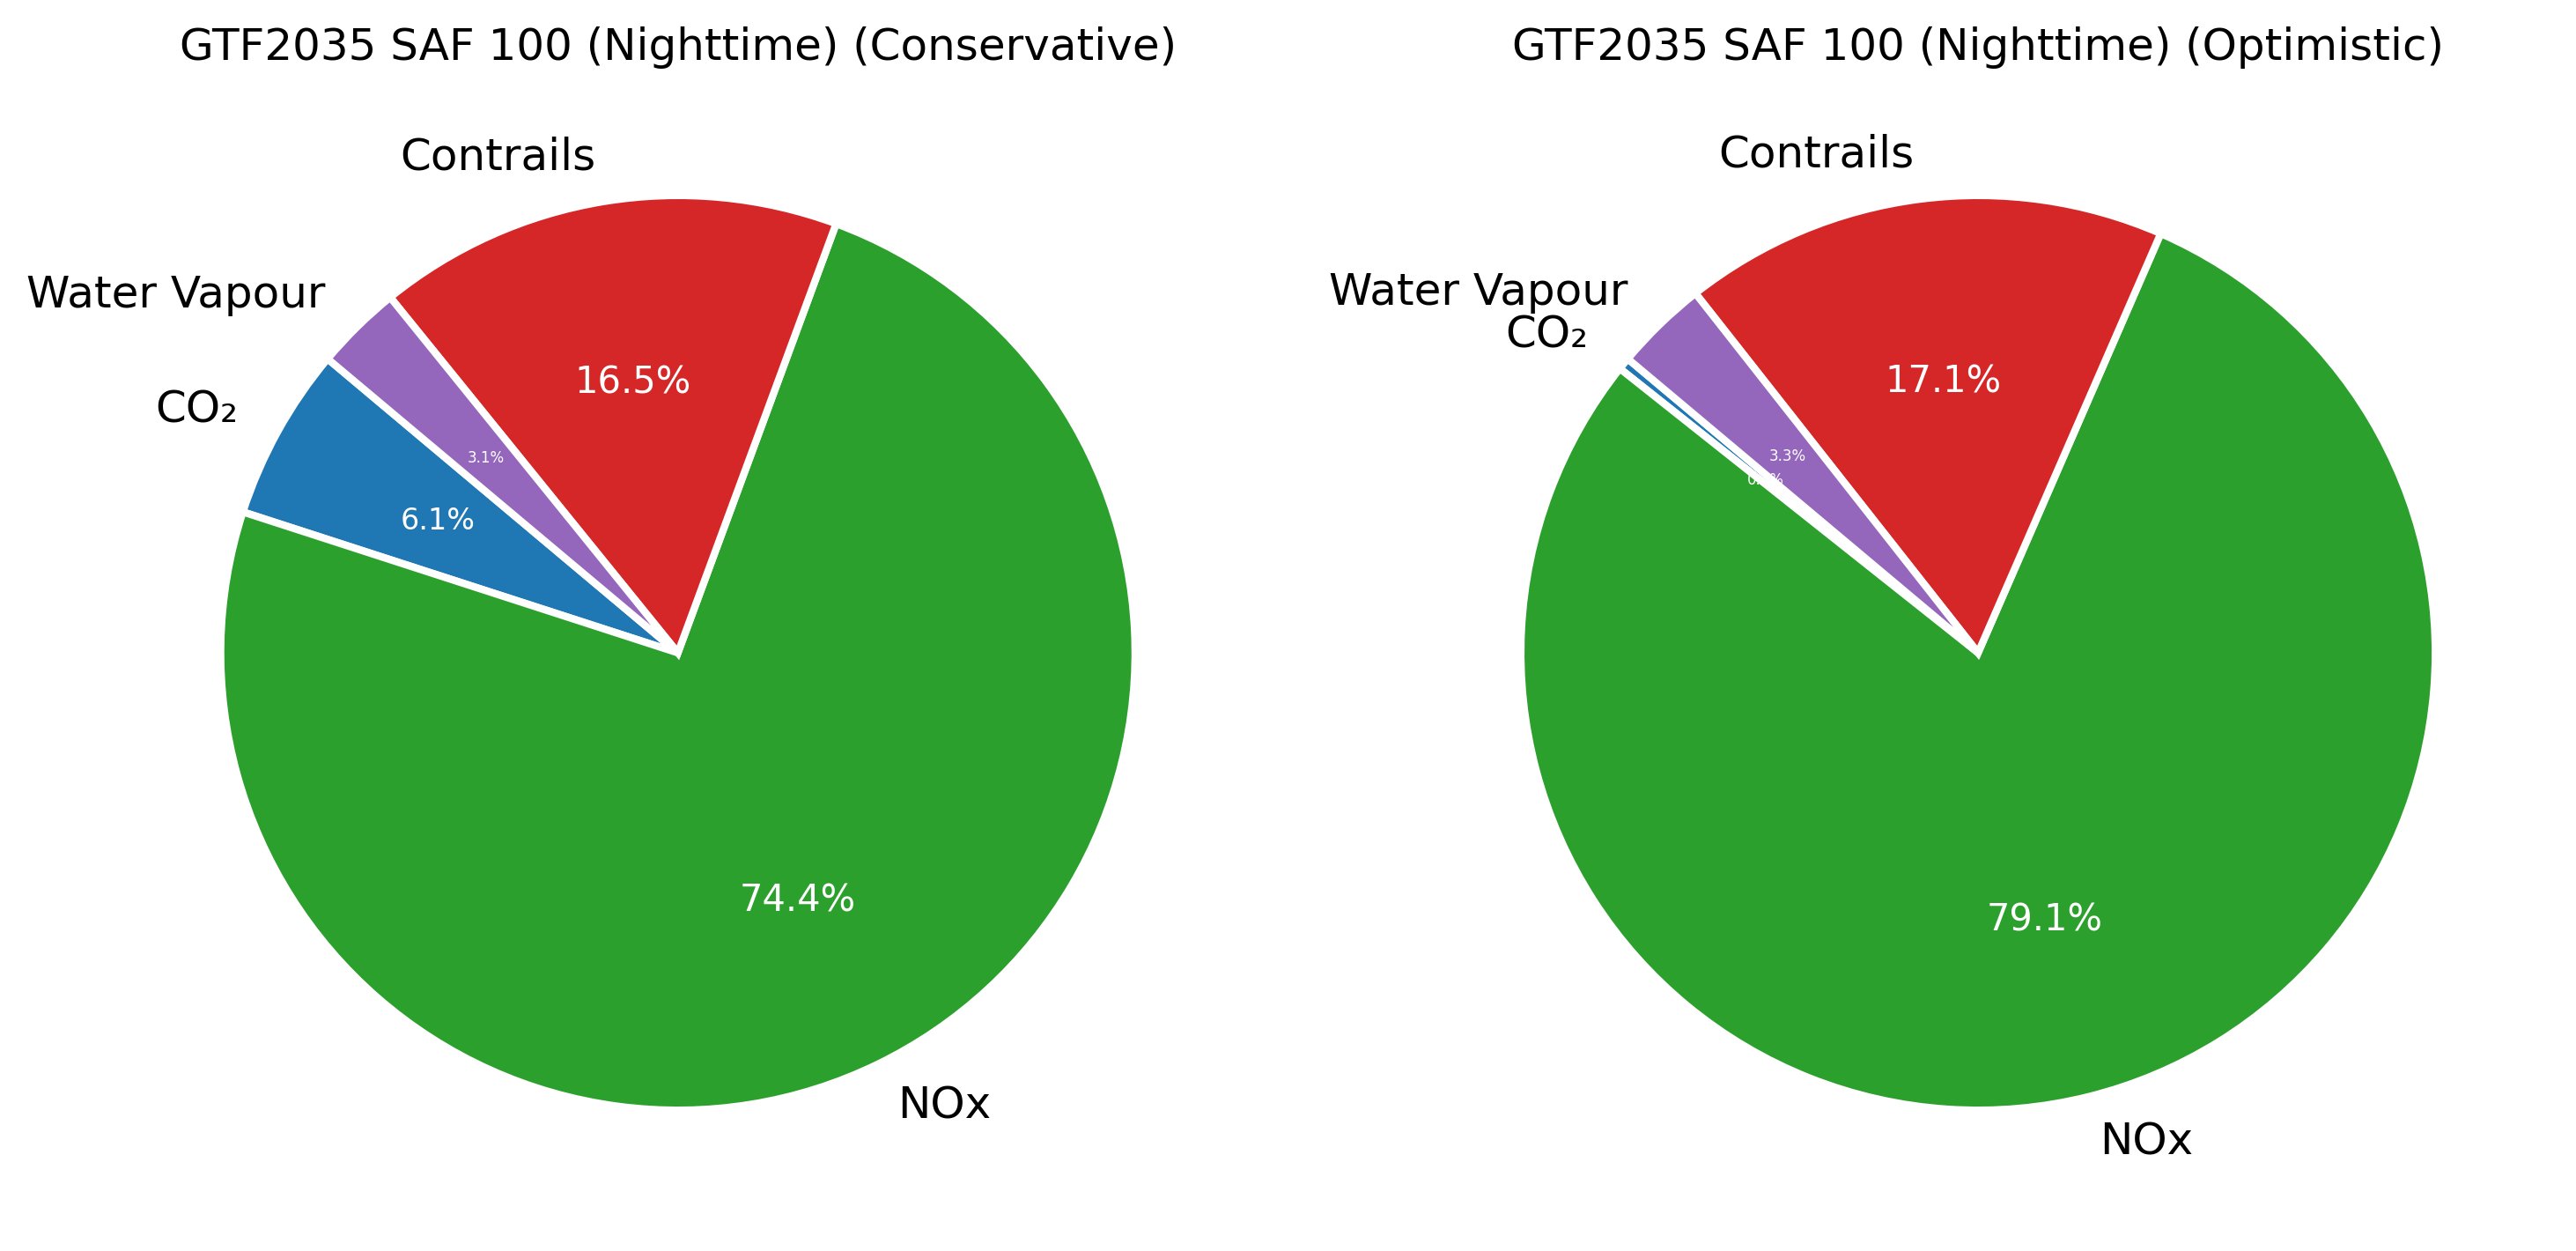 GTF2035 SAF 100 (Nighttime) (Conservative)
Contrails
Water Vapour
CO₂
16.5%
3.1%
6.1%
74.4%
NOx
GTF2035 SAF 100 (Nighttime) (Optimistic)
Contrails
Water Vapour
CO₂
17.1%
3.3%
79.1%
NOx